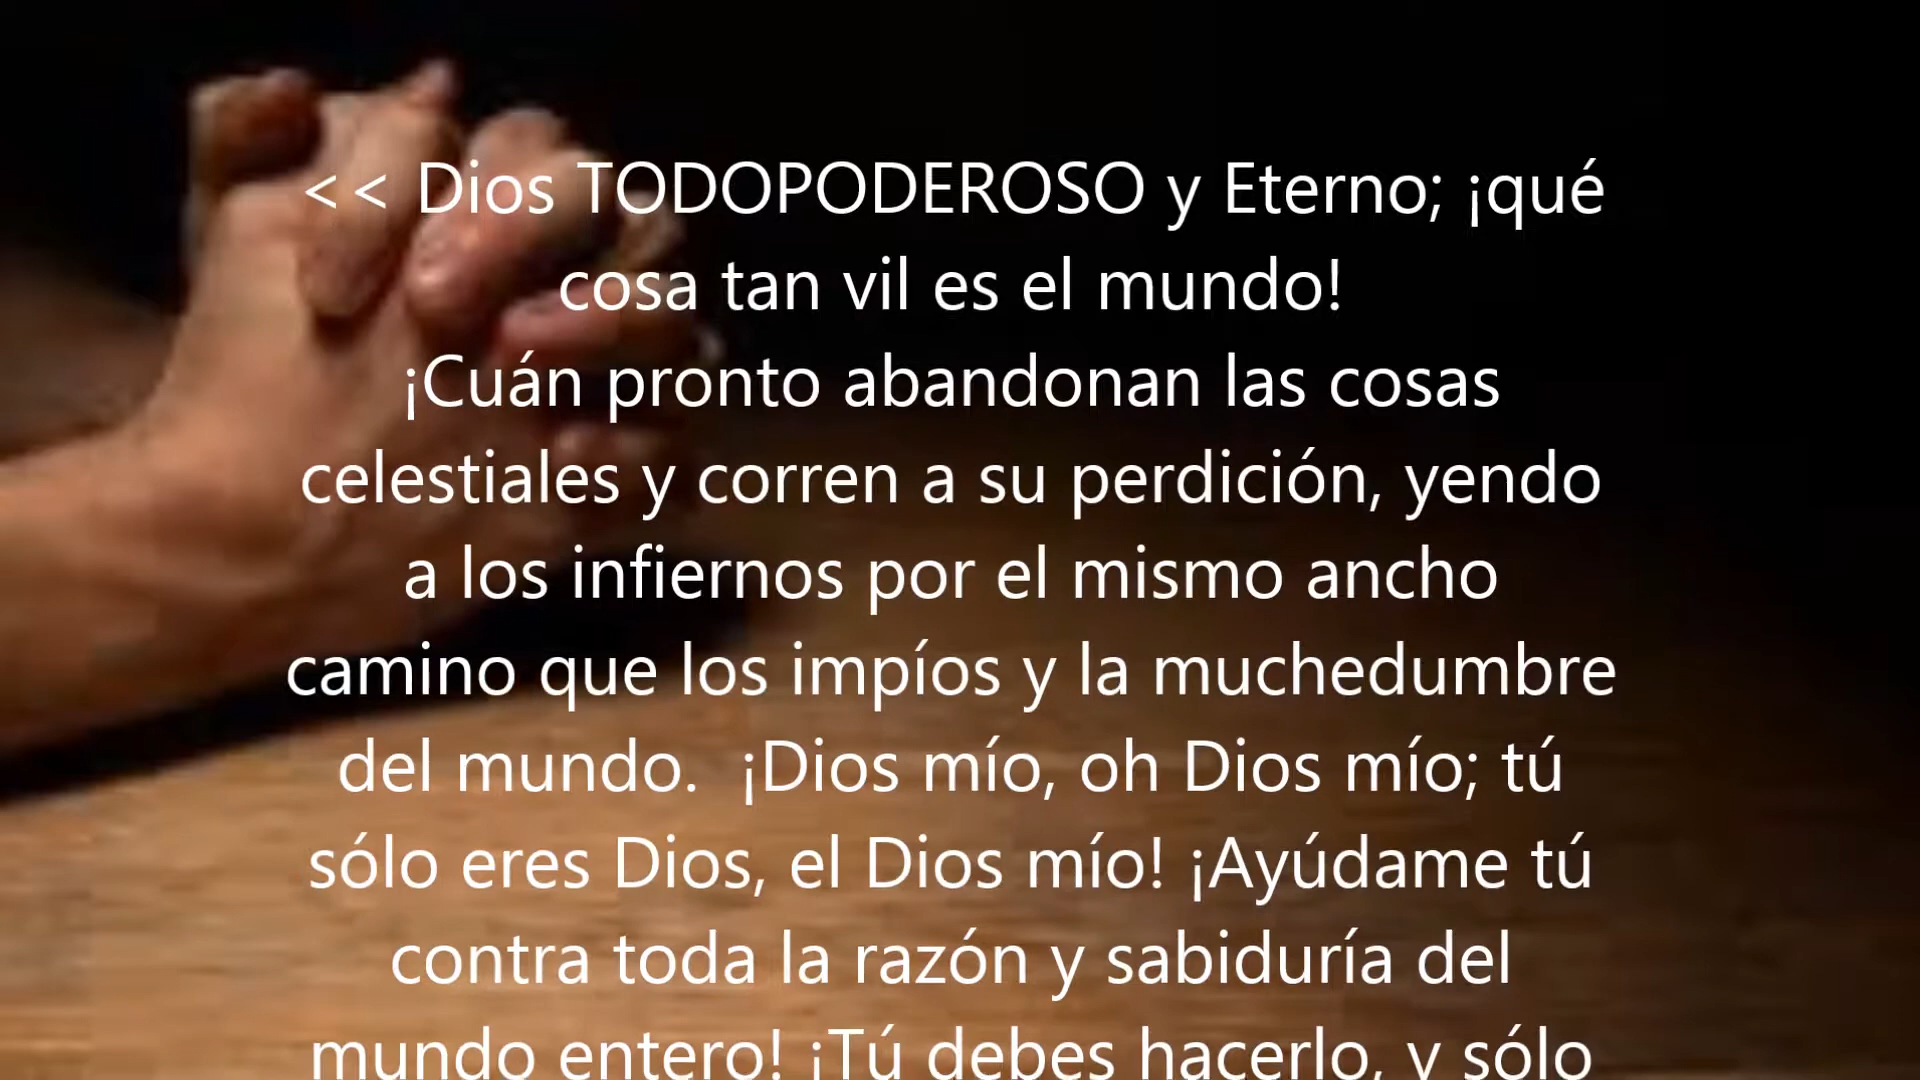 << Dios TODOPODEROSO y Eterno; ¡qué
cosa tan vil es el mundo!
¡Cuán pronto abandonan las cosas
celestiales y corren a su perdición, yendo
a los infiernos por el mismo ancho
camino que los impíos y la muchedumbre
del mundo.  ¡Dios mío, oh Dios mío; tú
sólo eres Dios, el Dios mío! ¡Ayúdame tú
contra toda la razón y sabiduría del
mundo entero! ¡Tú debes hacerlo, y sólo